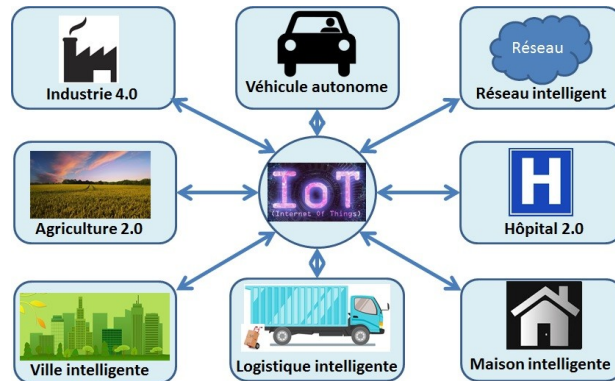 Industrie 4.0
Véhicule autonome
Réseau
Réseau intelligent
Agriculture 2.0
IoT
(Internet Of Things)
H
Hôpital 2.0
Ville intelligente
Logistique intelligente
Maison intelligente